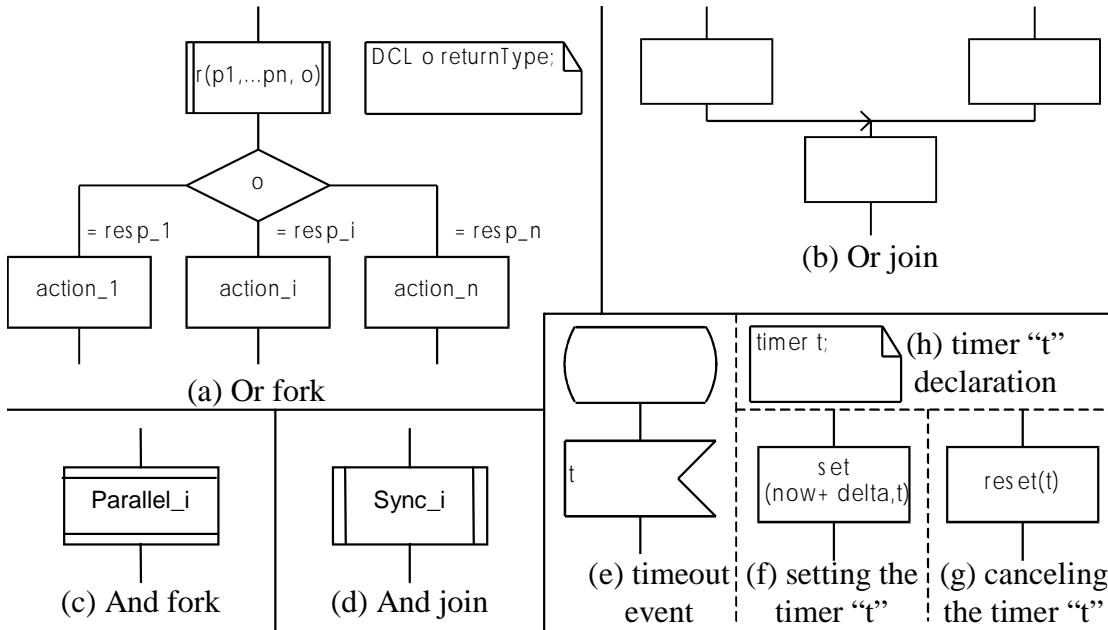 r(p1,...pn, o)
DCL o returnType;
o
= resp_1
= resp_i
= resp_n
action_1
action_i
action_n
(a) Or fork
(b) Or join
Parallel_i
(c) And fork
Sync_i
(d) And join
t
(e) timeout
event
timer t;
(h) timer “t”
declaration
set
(now+ delta,t)
(f) setting the
timer “t”
reset(t)
(g) canceling
the timer “t”